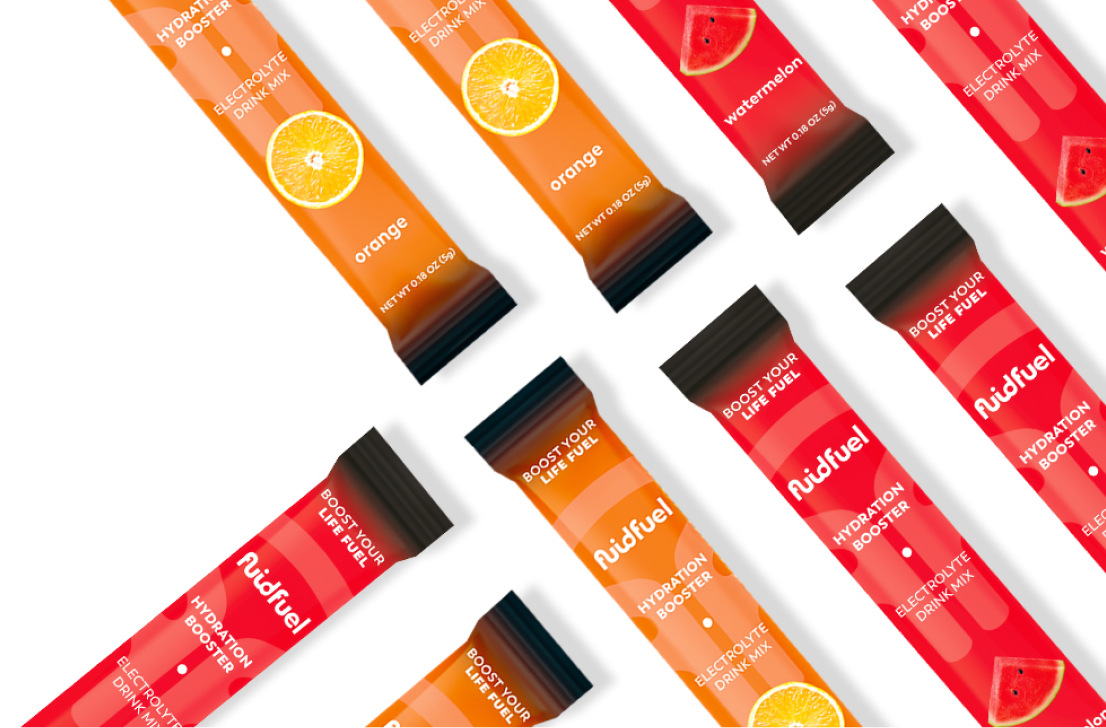 HYDRATION
BOOSTER
ELECTROLYTE
DRINK MIX
orange
NET WT 0.18 OZ (5g)
ELECTROLYTE
DRINK MIX
orange
NET WT 0.18 OZ (5g)
watermelon
NET WT 0.18 OZ (5g)
HYDRATION
BOOSTER
ELECTROLYTE
DRINK MIX
BOOST YOUR
LIFE FUEL
fluidfuel
HYDRATION
BOOSTER
ELECTROLYTE
DRINK MIX
BOOST YOUR
LIFE FUEL
BOOST YOUR
LIFE FUEL
fluidfuel
HYDRATION
BOOSTER
ELECTROLYTE
DRINK MIX
BOOST YOUR
LIFE FUEL
fluidfuel
HYDRATION
BOOSTER
ELECTROLYTE
DRINK MIX
BOOST YOUR
LIFE FUEL
fluidfuel
HYDRATION
BOOSTER